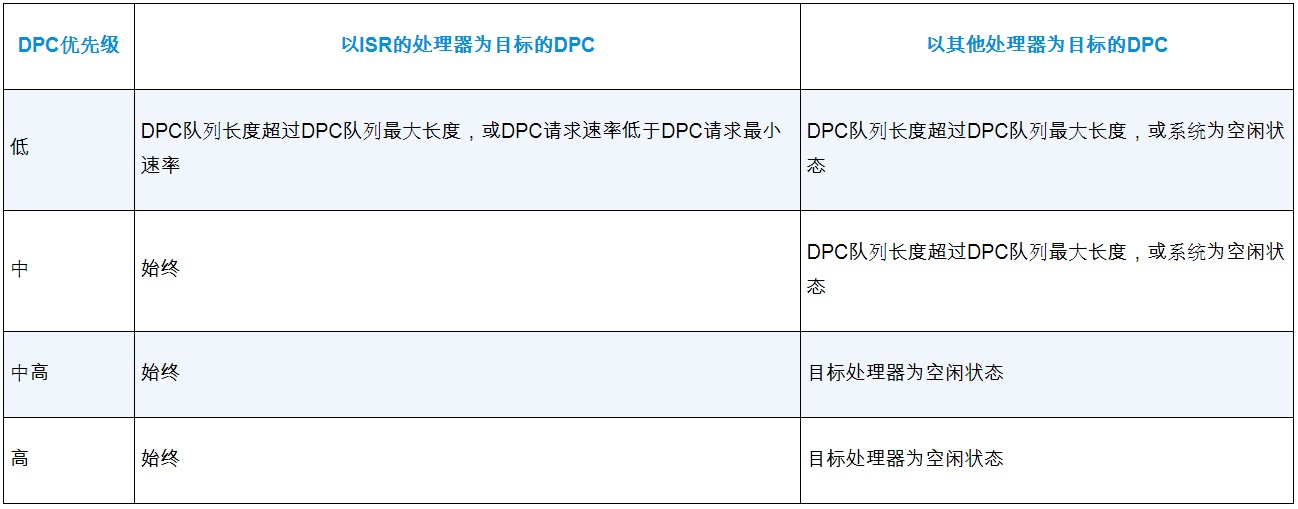 DPC优先级
以ISR的处理器为目标的DPC
以其他处理器为目标的DPC
低
DPC队列长度超过DPC队列最大长度，或DPC请求速率低于DPC请求最小
速率
DPC队列长度超过DPC队列最大长度，或系统为空闲状
态
中
始终
DPC队列长度超过DPC队列最大长度，或系统为空闲状
态
中高
始终
目标处理器为空闲状态
高
始终
目标处理器为空闲状态